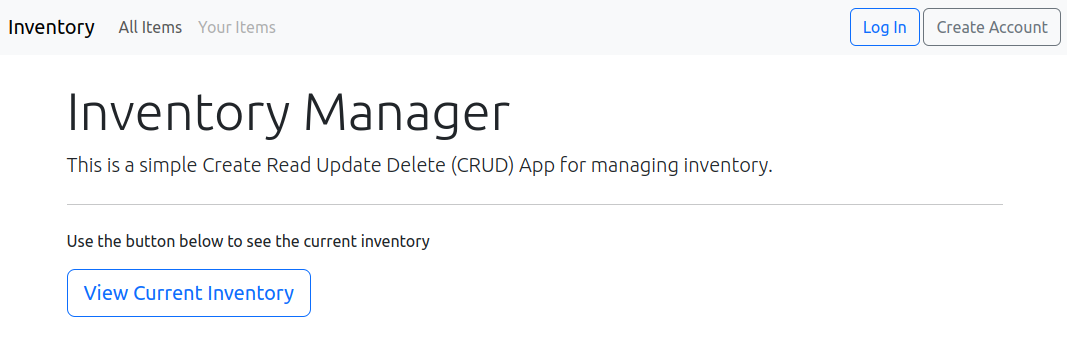 Inventory All Items Your Items Log In Create Account
Inventory Manager
This is a simple Create Read Update Delete (CRUD) App for managing inventory.
Use the button below to see the current inventory
View Current Inventory